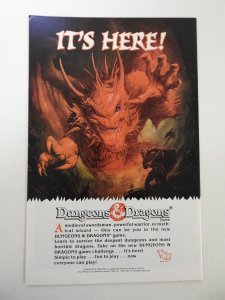 IT'S HERE!
Dungeons & Dragons®
Game
A medieval swordsman, powerful warrior, or mystical wizard — this can be you in the new
DUNGEONS & DRAGONS® game.
Learn to survive the deepest dungeons and most
horrible dragons. Take on the new DUNGEONS &
DRAGONS game challenge . . . it's here!
Simple to play . . . fun to play . . . now
everyone can play!